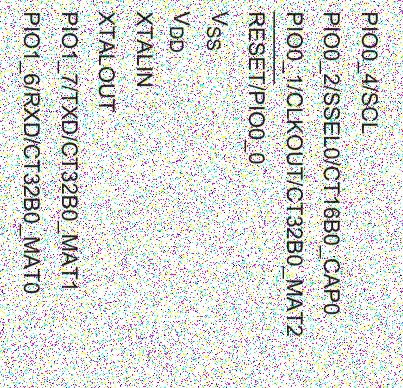 PIO0_4/SCL
PIO0_2/SSEL0/CT16B0_CAP0
PIO0_1/CLKOUT/CT32B0_MAT2
RESET/PIO0_0
VSS
VDD
XTALIN
XTALOUT
PIO1_7/TXD/CT32B0_MAT1
PIO1_6/RXD/CT32B0_MAT0